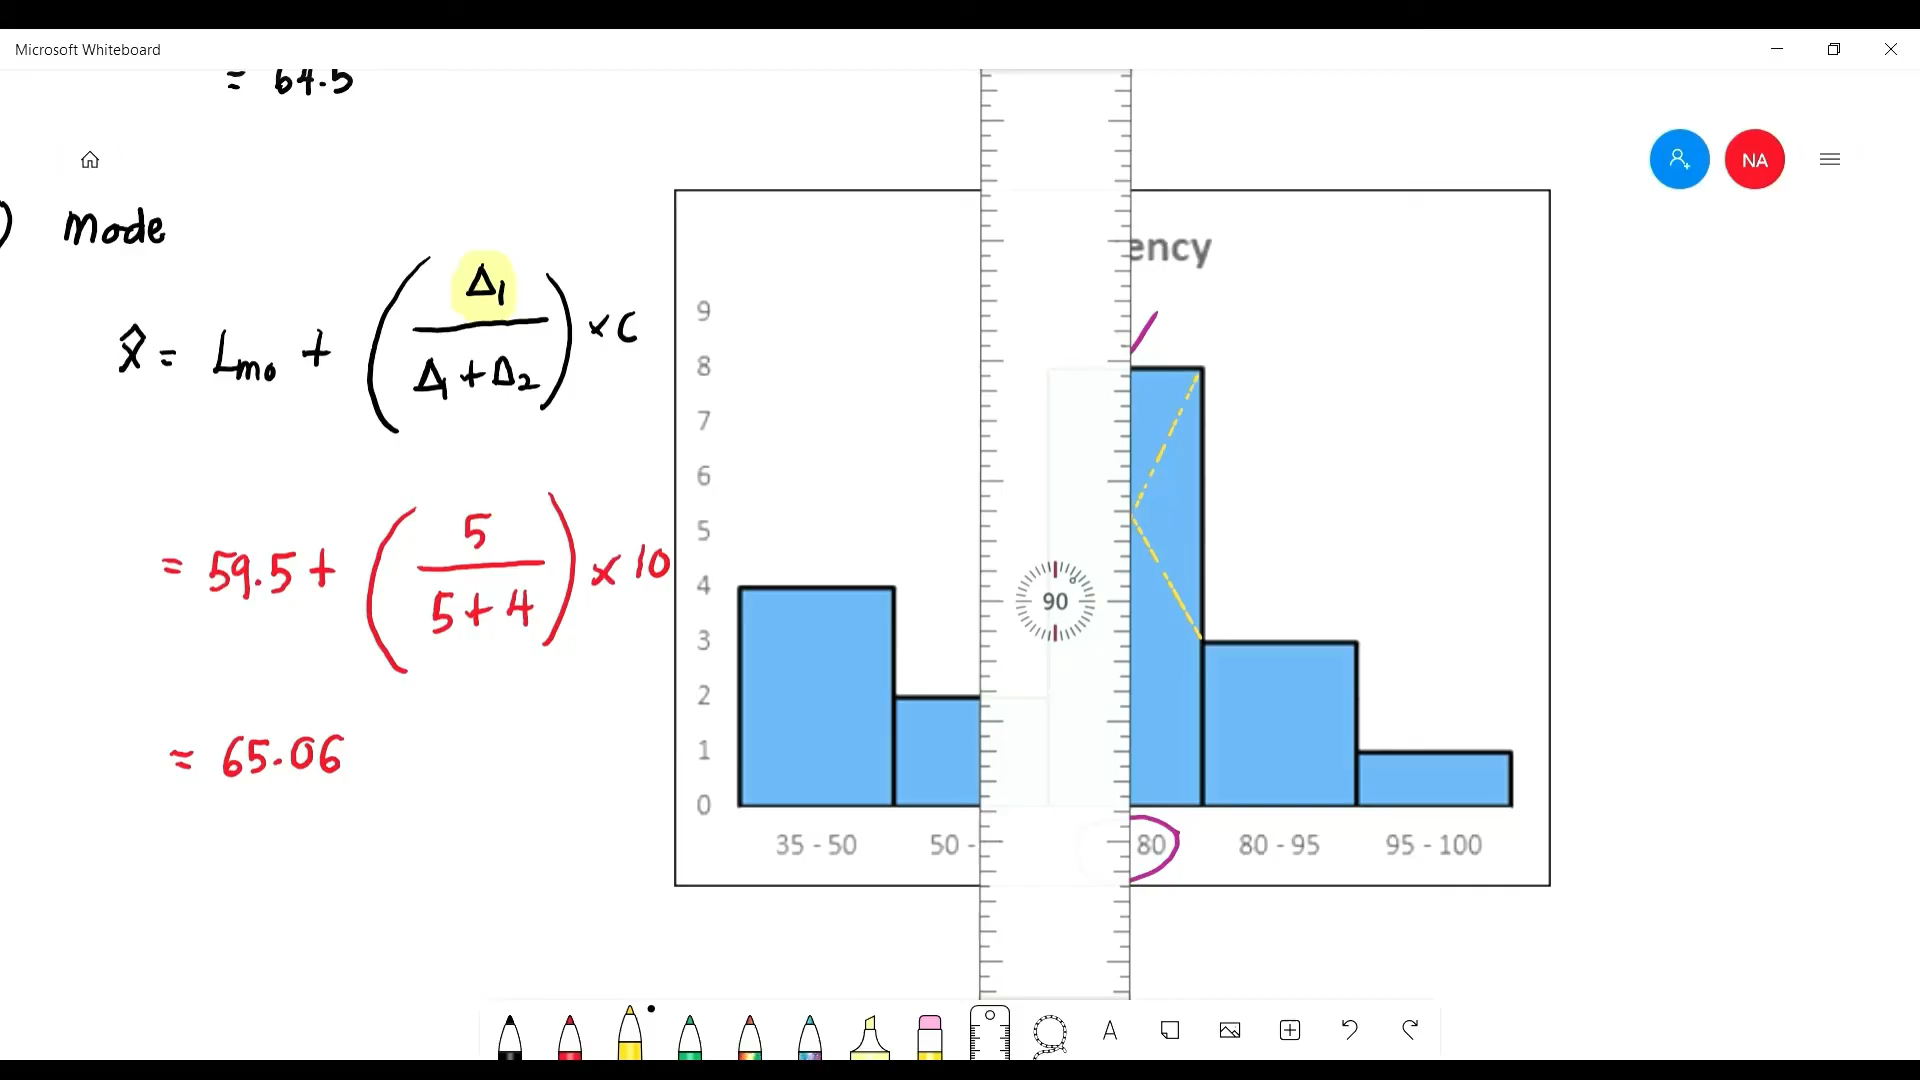 Microsoft Whiteboard
= 64.5
NA
) Mode
x̂ = Lmo + (Δ1 / Δ1 + Δ2) × C
= 59.5 + (5 / 5 + 4) × 10
= 65.06
ency
9
8
7
6
5
4
3
2
1
0
90
35 - 50
50 -
80
80 - 95
95 - 100
A